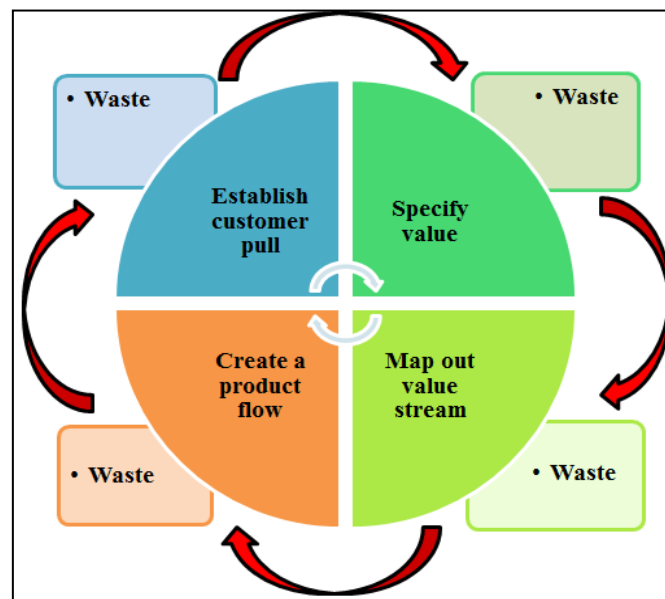 • Waste
• Waste
Establish
customer
pull
Specify
value
Create a
product
flow
Map out
value
stream
• Waste
• Waste